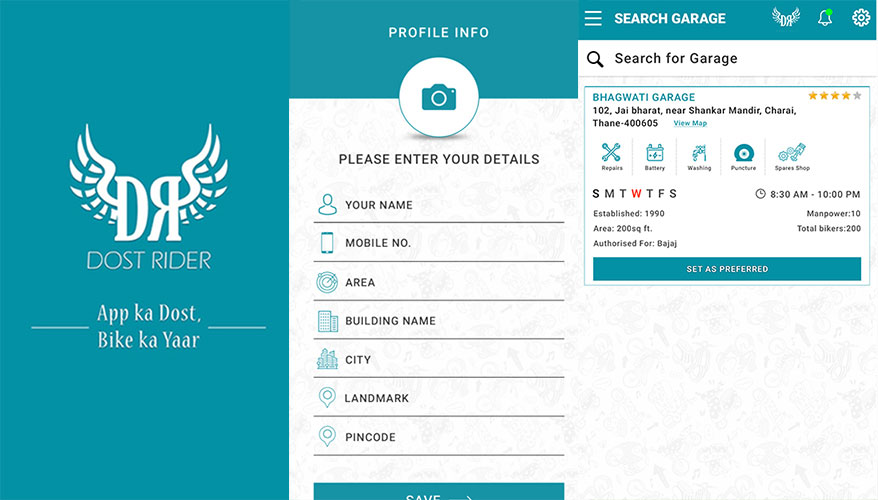 DR
DOST RIDER
App ka Dost,
Bike ka Yaar
PROFILE INFO
PLEASE ENTER YOUR DETAILS
YOUR NAME
MOBILE NO.
AREA
BUILDING NAME
CITY
LANDMARK
PINCODE
SAVE
SEARCH GARAGE
DR
Search for Garage
BHAGWATI GARAGE
102, Jai bharat, near Shankar Mandir, Charai,
Thane-400605 View Map
Repairs Battery Washing Puncture Spares Shop
S M T W T F S 8:30 AM - 10:00 PM
Established: 1990 Manpower:10
Area: 200sq ft. Total bikers:200
Authorised For: Bajaj
SET AS PREFERRED